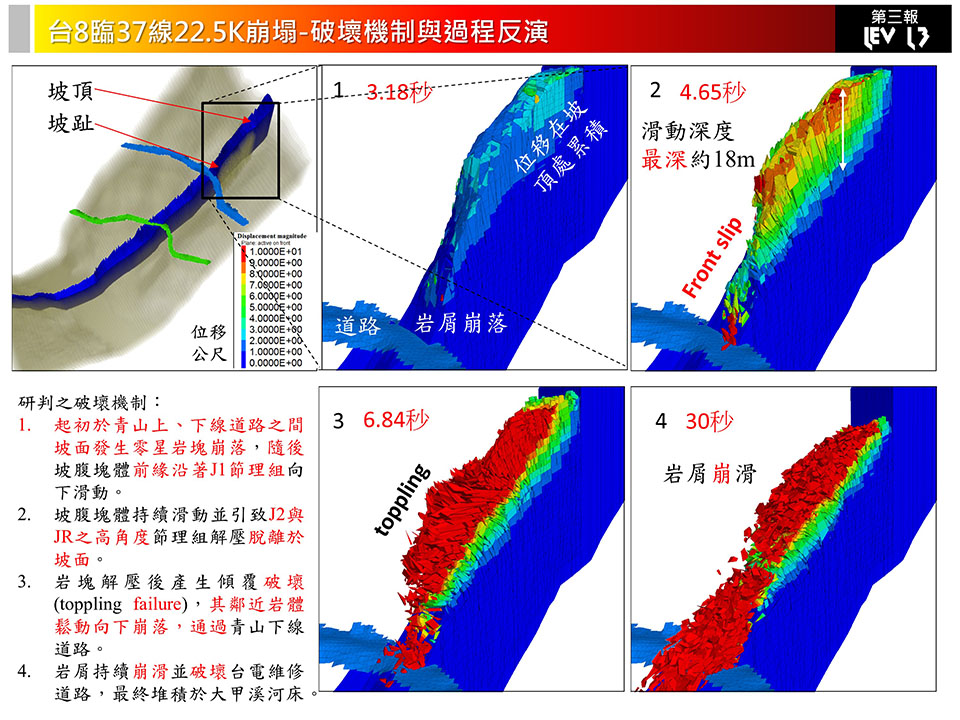 台8臨37線22.5K崩塌-破壞機制與過程反演
第三報
LEV L3
坡頂
坡趾
Displacement magnitude
Plane: active on front
1.0000E+01
9.0000E+00
8.0000E+00
7.0000E+00
6.0000E+00
5.0000E+00
4.0000E+00
3.0000E+00
2.0000E+00
1.0000E+00
0.0000E+00
位移
公尺
1 3.18秒
位移在坡
頂處累積
道路
岩屑崩落
2 4.65秒
滑動深度
最深約18m
Front slip
研判之破壞機制：
1. 起初於青山上、下線道路之間
坡面發生零星岩塊崩落，隨後
坡腹塊體前緣沿著J1節理組向
下滑動。
2. 坡腹塊體持續滑動並引致J2與
JR之高角度節理組解壓脫離於
坡面。
3. 岩塊解壓後產生傾覆破壞
(toppling failure)，其鄰近岩體
鬆動向下崩落，通過青山下線
道路。
4. 岩屑持續崩滑並破壞台電維修
道路，最終堆積於大甲溪河床。
3 6.84秒
toppling
4 30秒
岩屑崩滑